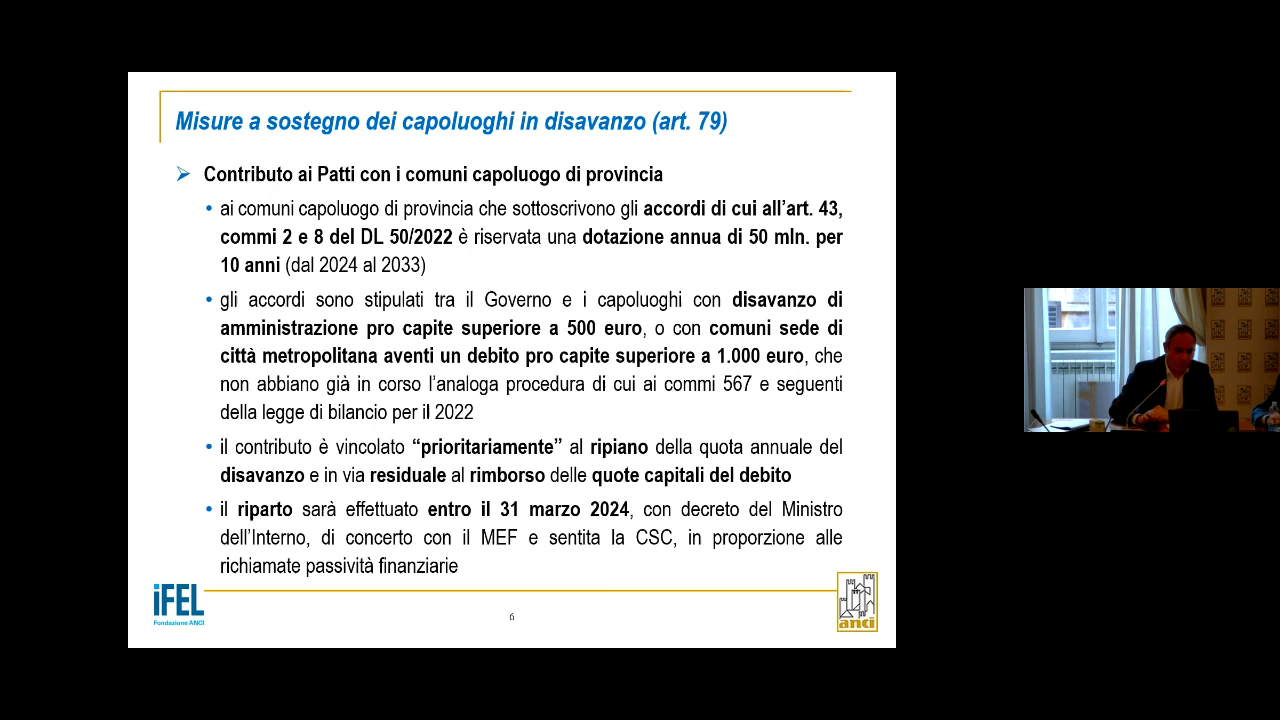 Misure a sostegno dei capoluoghi in disavanzo (art. 79)
Contributo ai Patti con i comuni capoluogo di provincia
• ai comuni capoluogo di provincia che sottoscrivono gli accordi di cui all'art. 43,
commi 2 e 8 del DL 50/2022 è riservata una dotazione annua di 50 mln. per
10 anni (dal 2024 al 2033)
• gli accordi sono stipulati tra il Governo e i capoluoghi con disavanzo di
amministrazione pro capite superiore a 500 euro, o con comuni sede di
città metropolitana aventi un debito pro capite superiore a 1.000 euro, che
non abbiano già in corso l'analoga procedura di cui ai commi 567 e seguenti
della legge di bilancio per il 2022
• il contributo è vincolato “prioritariamente” al ripiano della quota annuale del
disavanzo e in via residuale al rimborso delle quote capitali del debito
• il riparto sarà effettuato entro il 31 marzo 2024, con decreto del Ministro
dell'Interno, di concerto con il MEF e sentita la CSC, in proporzione alle
richiamate passività finanziarie
iFEL
Fondazione ANCI
6
anci